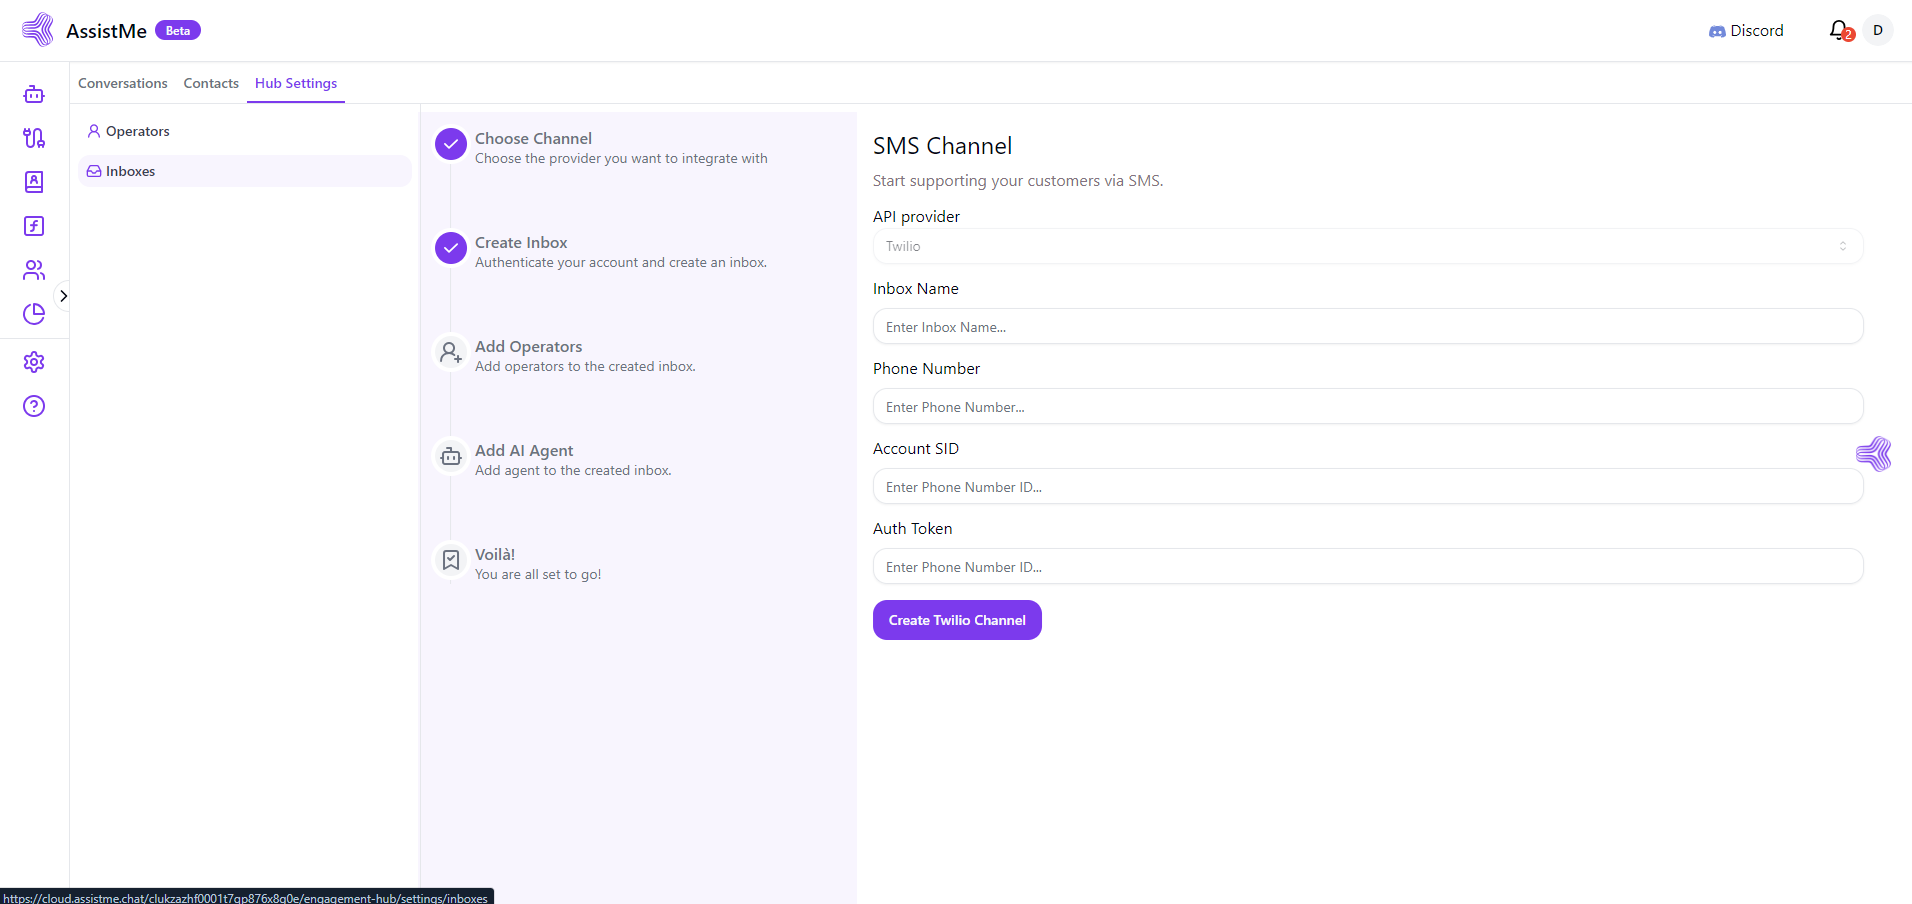 AssistMe Beta
Discord
2
D
Conversations Contacts Hub Settings
Operators
Inboxes
Choose Channel
Choose the provider you want to integrate with
Create Inbox
Authenticate your account and create an inbox.
Add Operators
Add operators to the created inbox.
Add AI Agent
Add agent to the created inbox.
Voilà!
You are all set to go!
SMS Channel
Start supporting your customers via SMS.
API provider
Twilio
Inbox Name
Enter Inbox Name...
Phone Number
Enter Phone Number...
Account SID
Enter Phone Number ID...
Auth Token
Enter Phone Number ID...
Create Twilio Channel
https://cloud.assistme.chat/clukzazhf0001t7qp876x8g0e/engagement-hub/settings/inboxes